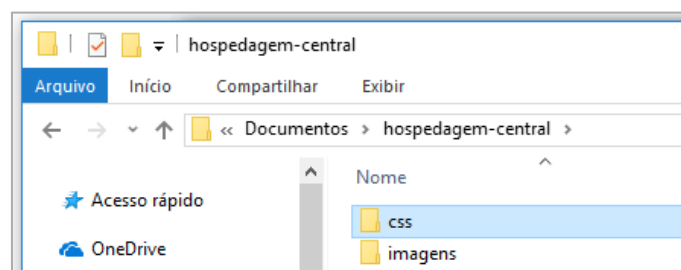 hospedagem-central
Arquivo Início Compartilhar Exibir
« Documentos > hospedagem-central >
Nome
Acesso rápido
css
OneDrive
imagens